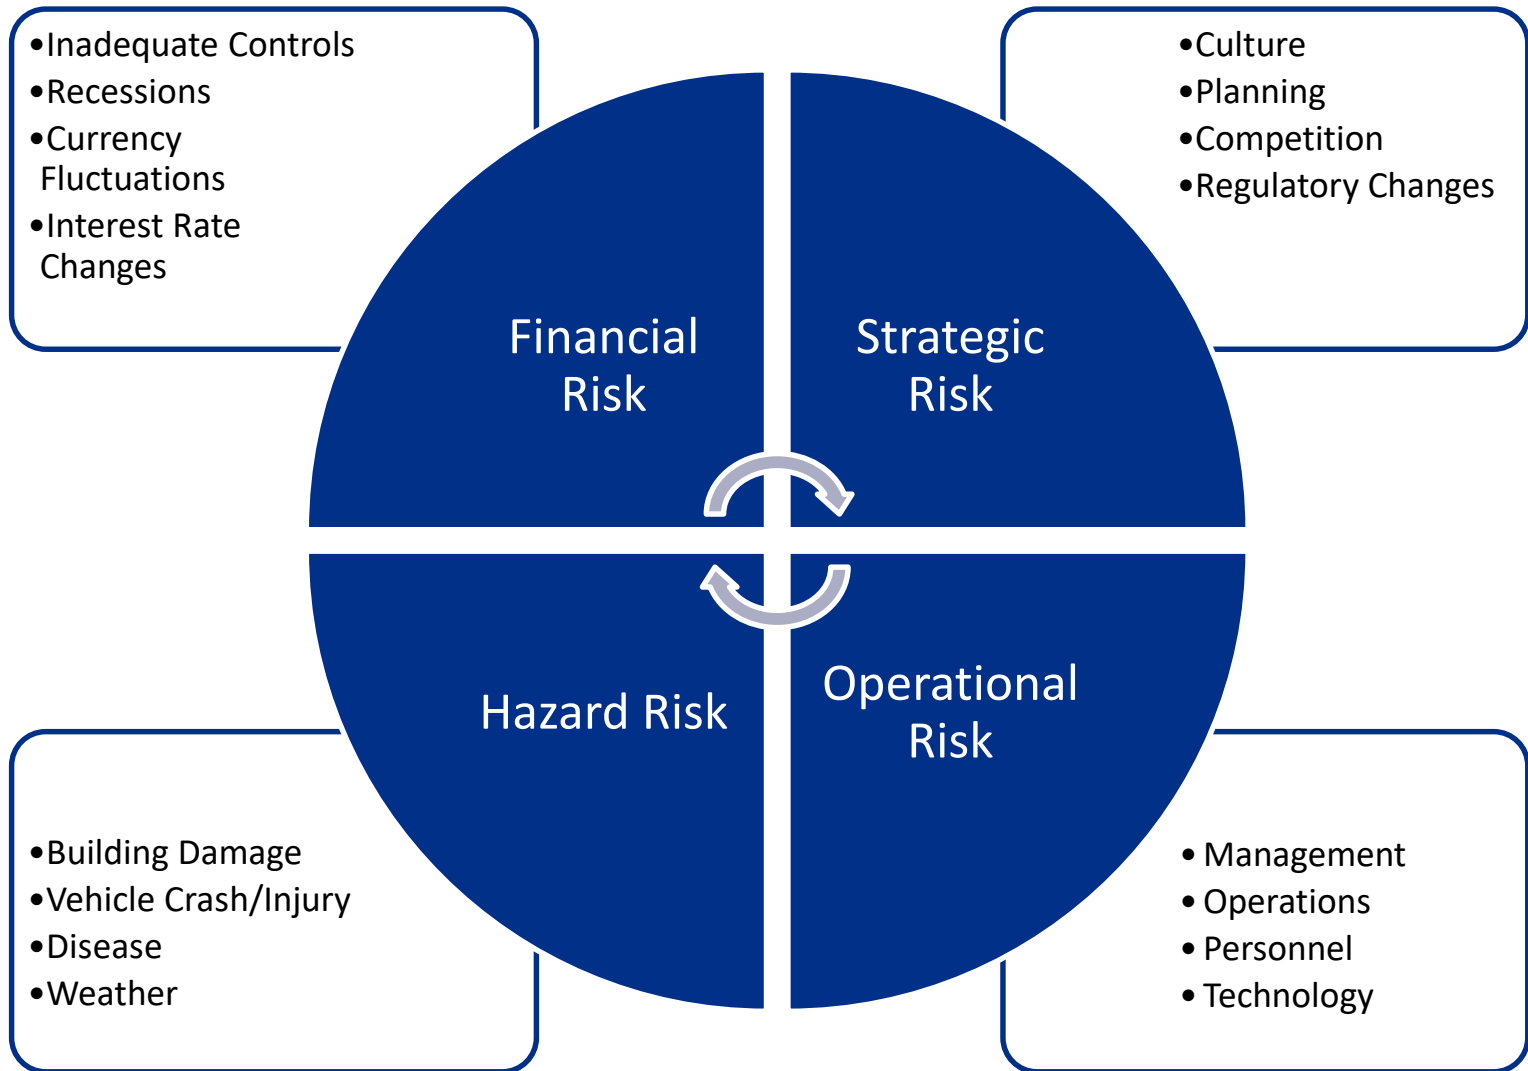 •Inadequate Controls
•Recessions
•Currency
Fluctuations
•Interest Rate
Changes
•Culture
•Planning
•Competition
•Regulatory Changes
Financial
Risk
Strategic
Risk
Hazard Risk
Operational
Risk
•Building Damage
•Vehicle Crash/Injury
•Disease
•Weather
• Management
• Operations
• Personnel
• Technology